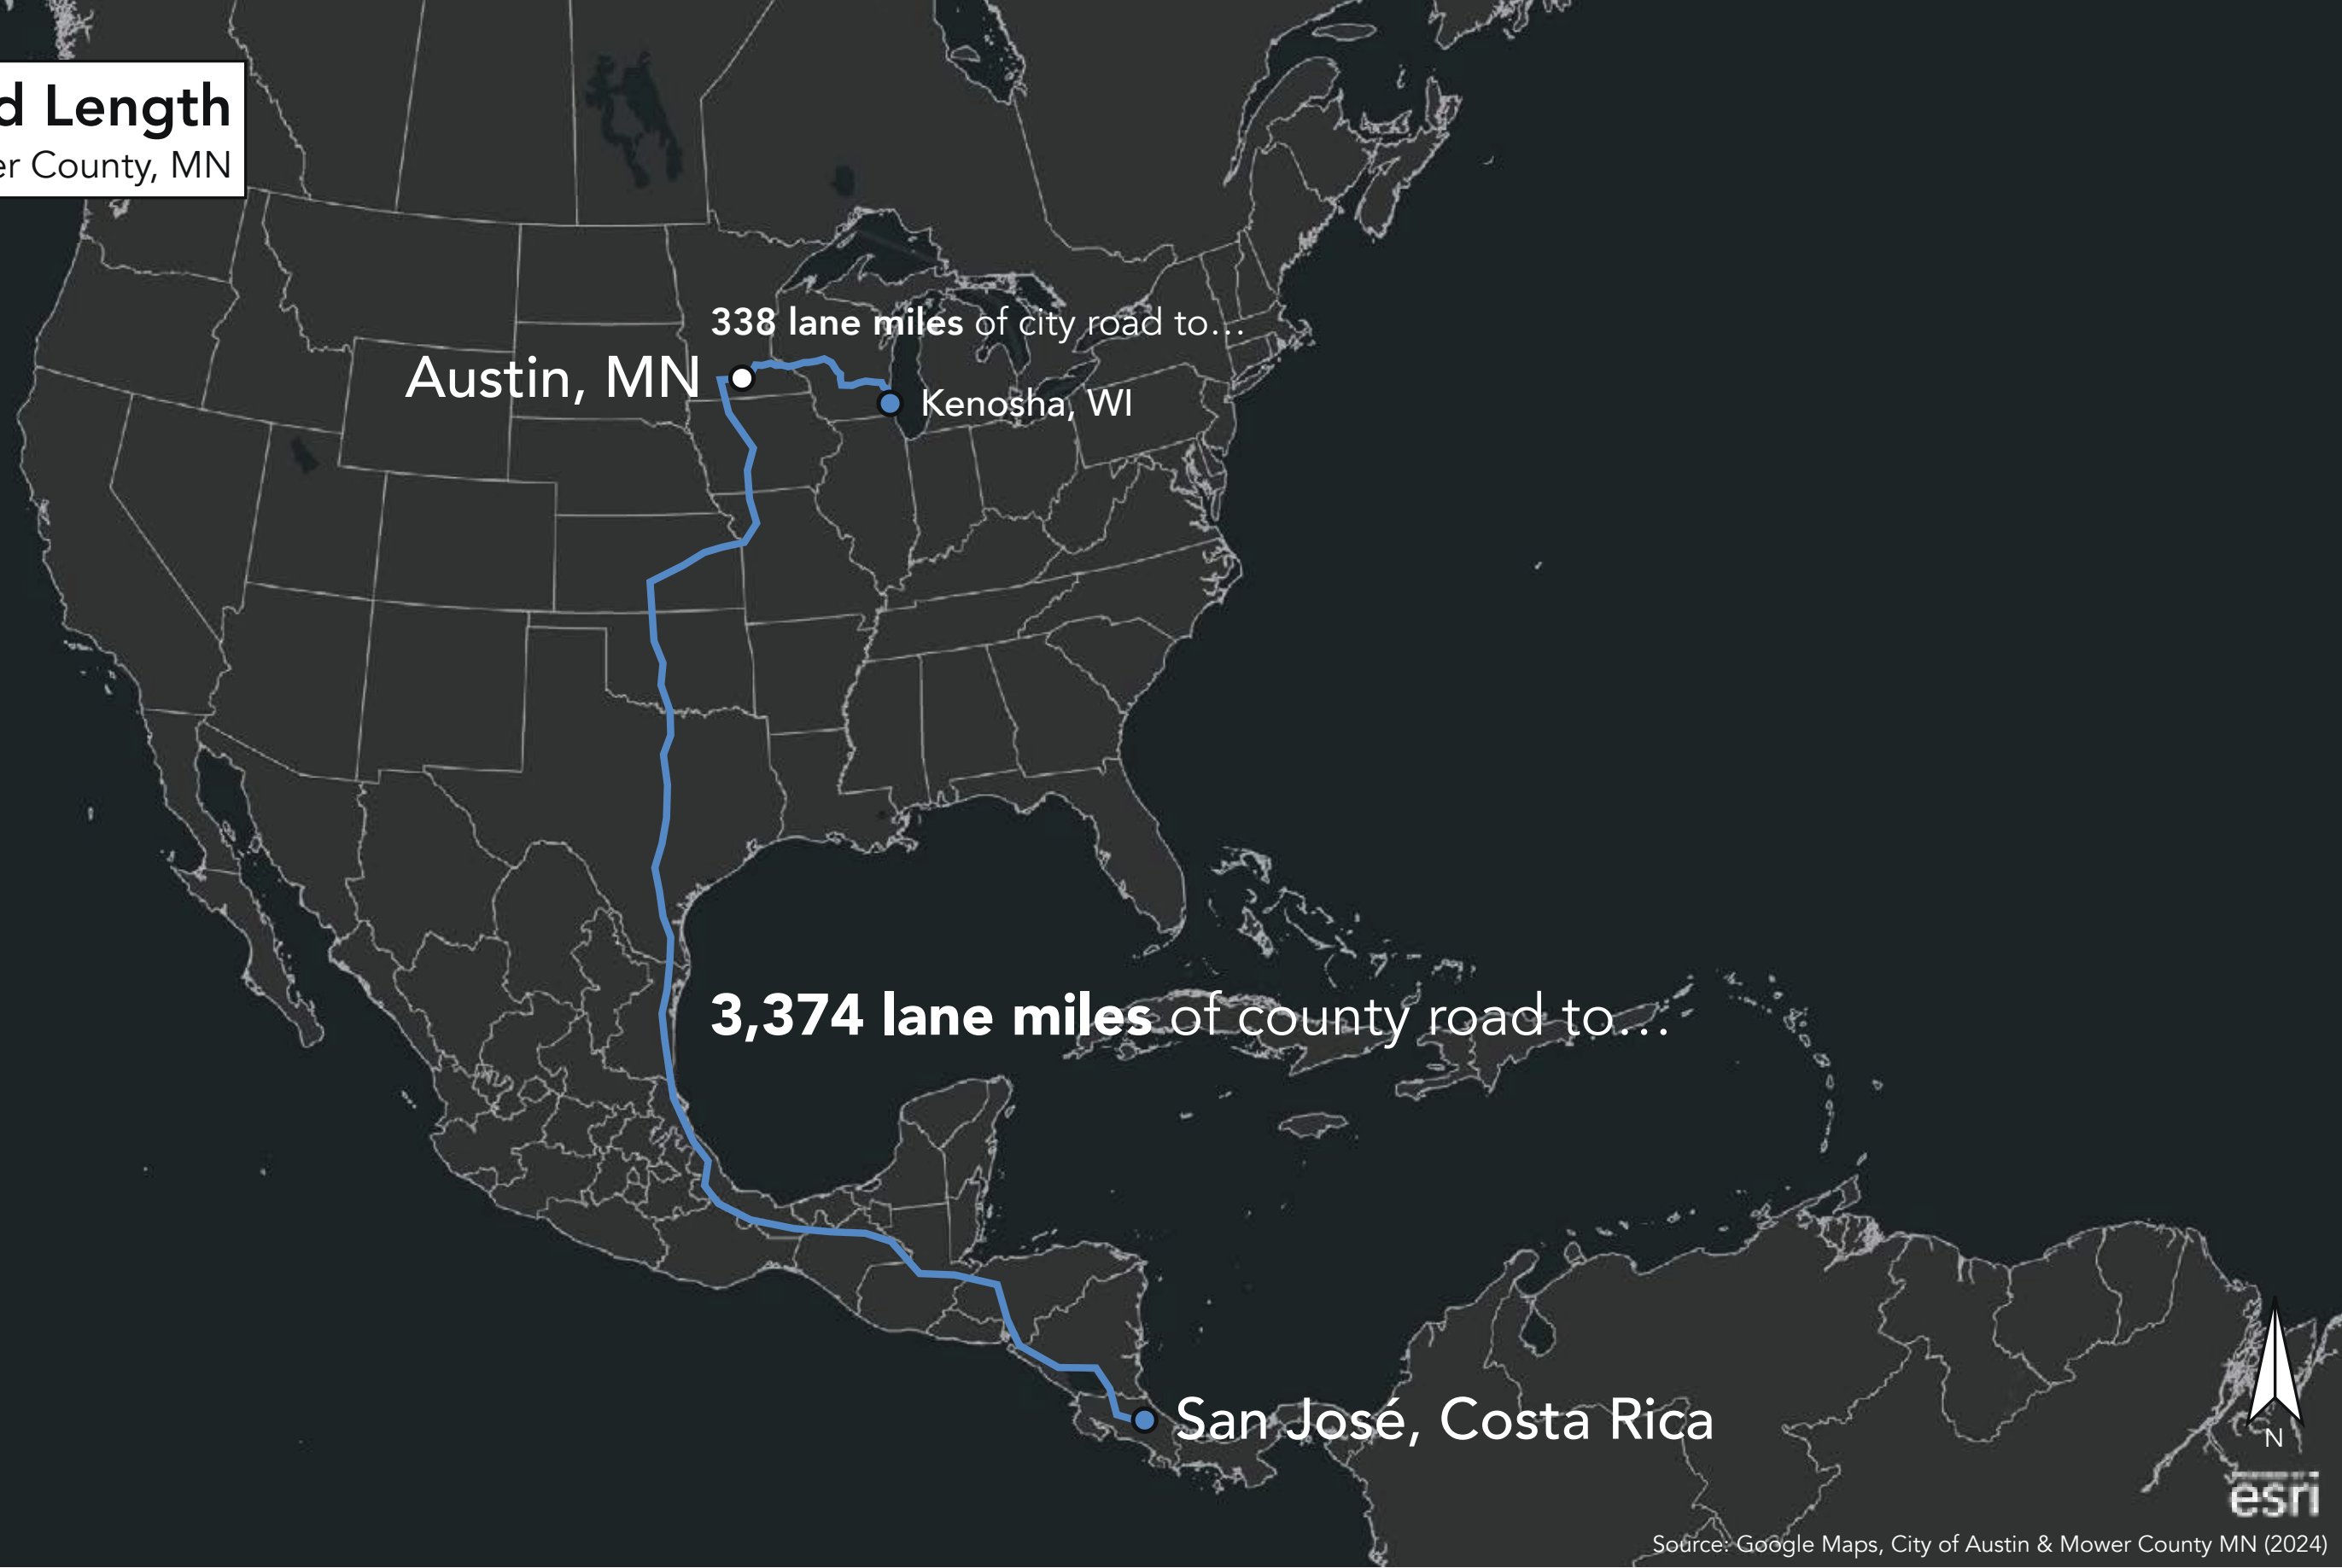 d Length
er County, MN
338 lane miles of city road to…
Austin, MN
Kenosha, WI
3,374 lane miles of county road to…
San José, Costa Rica
N
esri
Source: Google Maps, City of Austin & Mower County MN (2024)